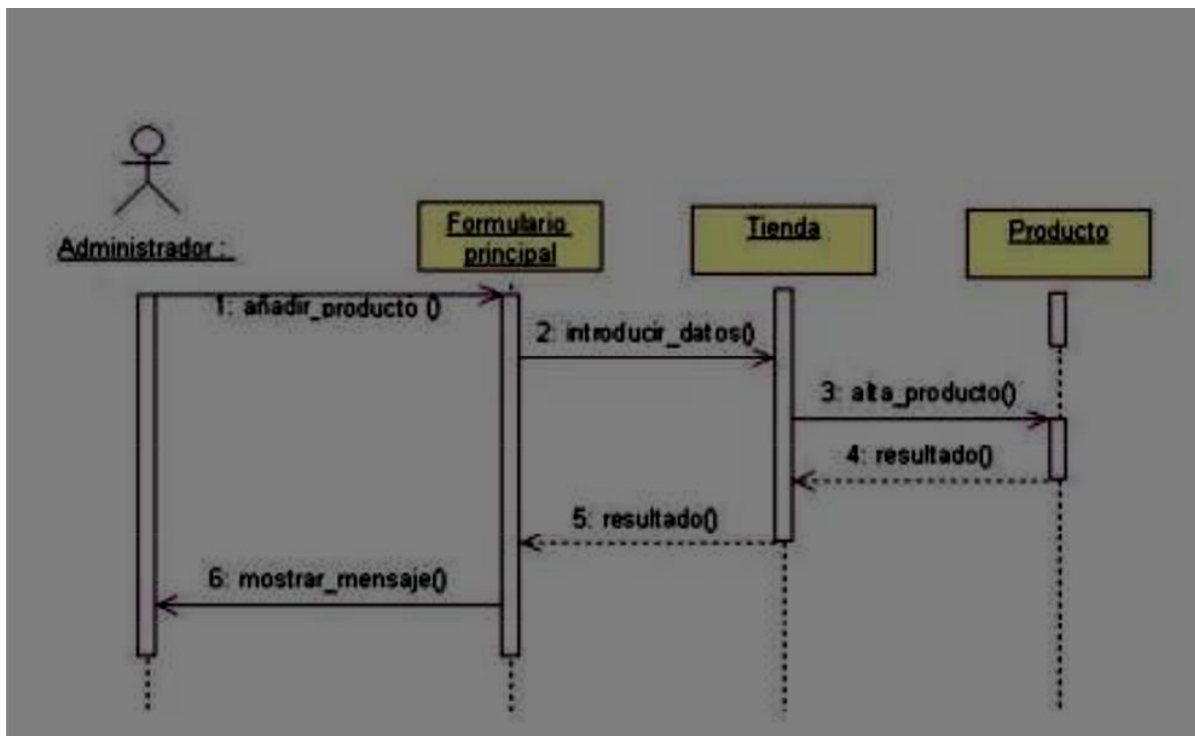 Administrador :
Formulario
principal
Tienda
Producto
1: añadir_producto ()
2: introducir_datos()
3: alta_producto()
4: resultado()
5: resultado()
6: mostrar_mensaje()